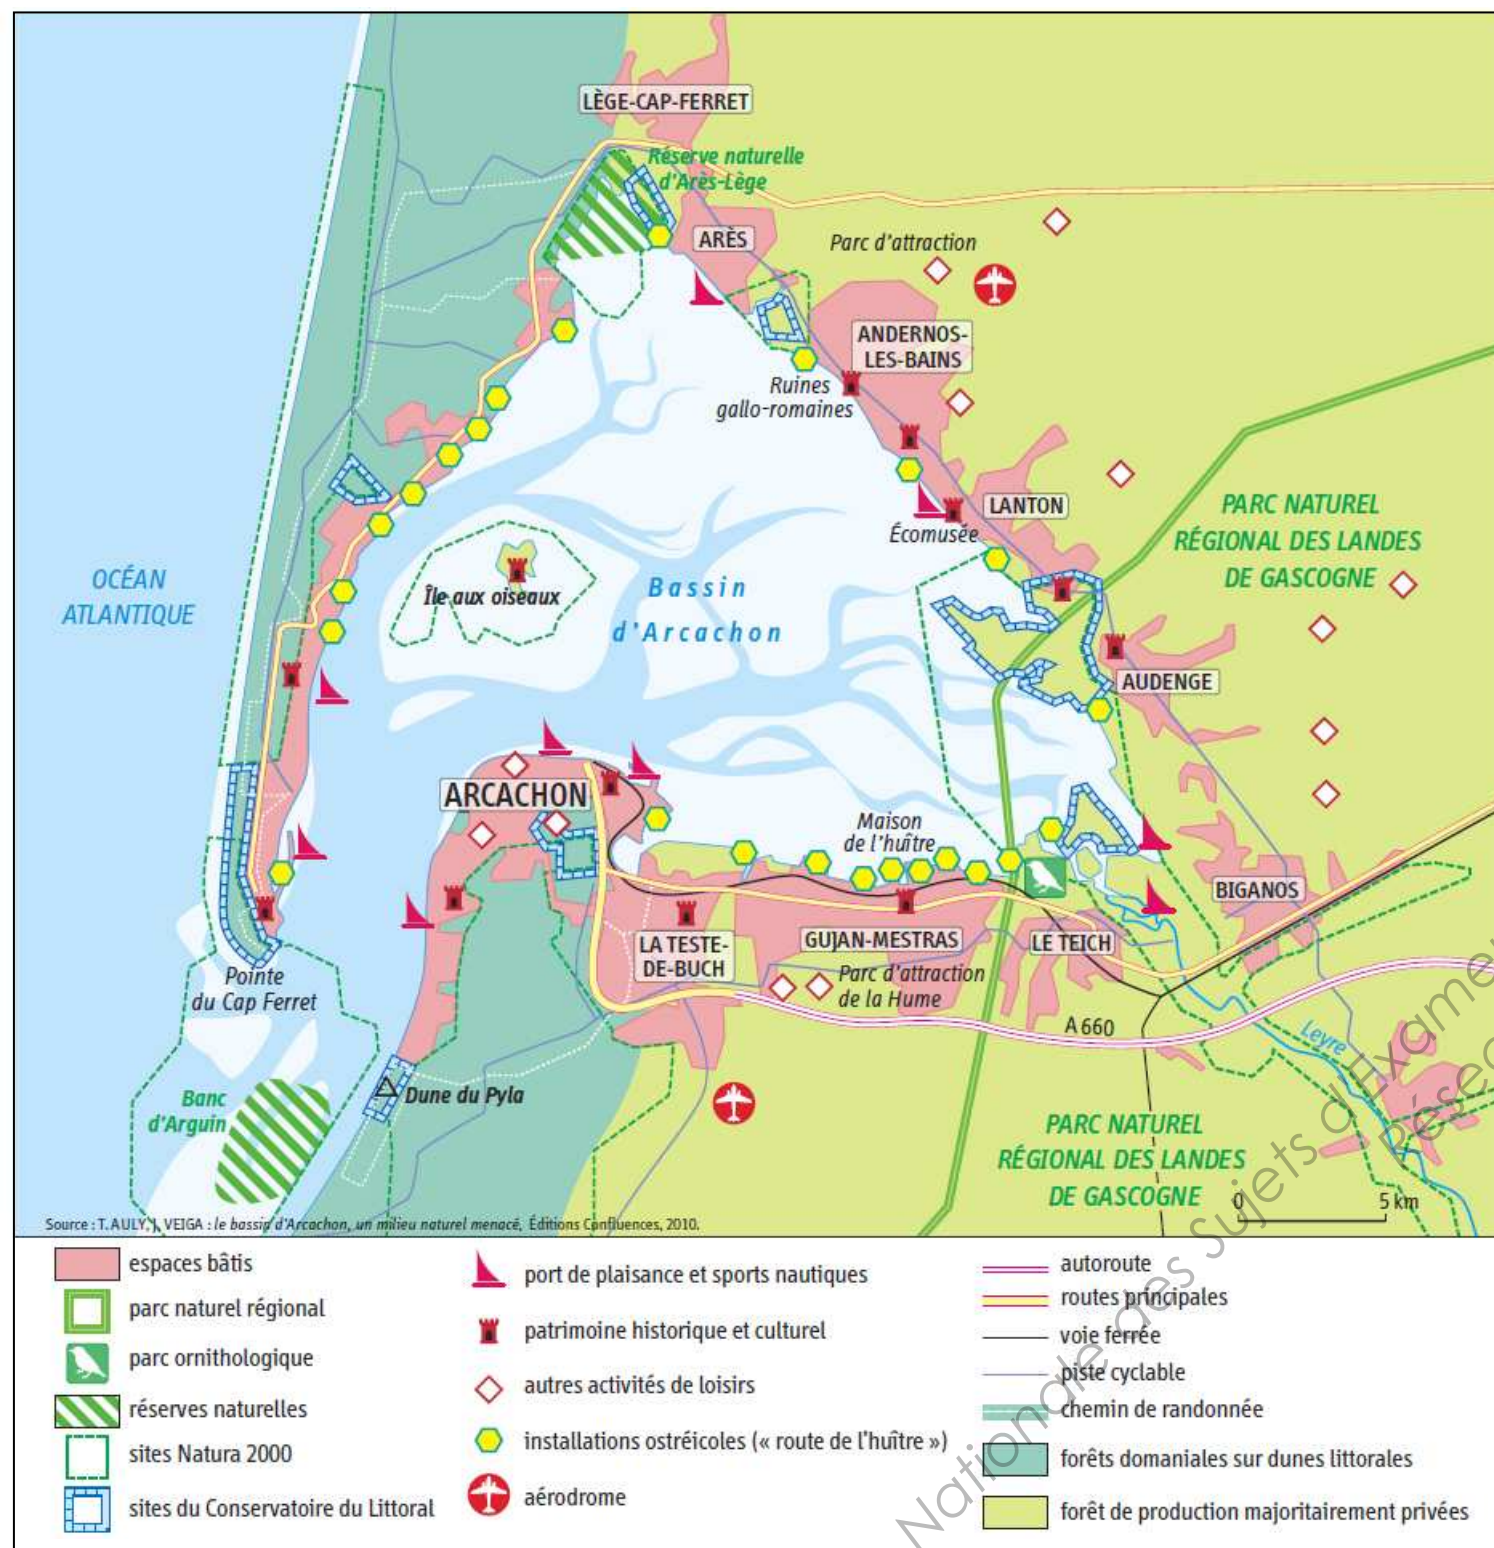 LÈGE-CAP-FERRET
Réserve naturelle
d'Arès-Lège
ARÈS
Parc d'attraction
ANDERNOS-
LES-BAINS
Ruines
gallo-romaines
LANTON
Écomusée
PARC NATUREL
RÉGIONAL DES LANDES
DE GASCOGNE
OCÉAN
ATLANTIQUE
Île aux oiseaux
Bassin
d'Arcachon
AUDENGE
ARCACHON
Maison
de l'huître
BIGANOS
LA TESTE-
DE-BUCH
GUJAN-MESTRAS
LE TEICH
Parc d'attraction
de la Hume
Pointe
du Cap Ferret
A 660
Leyre
Banc
d'Arguin
Dune du Pyla
PARC NATUREL
RÉGIONAL DES LANDES
DE GASCOGNE
0 5 km
Source : T. AULY, J. VEIGA : le bassin d'Arcachon, un milieu naturel menacé, Éditions Confluences, 2010.
espaces bâtis
parc naturel régional
parc ornithologique
réserves naturelles
sites Natura 2000
sites du Conservatoire du Littoral
port de plaisance et sports nautiques
patrimoine historique et culturel
autres activités de loisirs
installations ostréicoles (« route de l'huître »)
aérodrome
autoroute
routes principales
voie ferrée
piste cyclable
chemin de randonnée
forêts domaniales sur dunes littorales
forêt de production majoritairement privées
Nationale des Sujets d'Examen